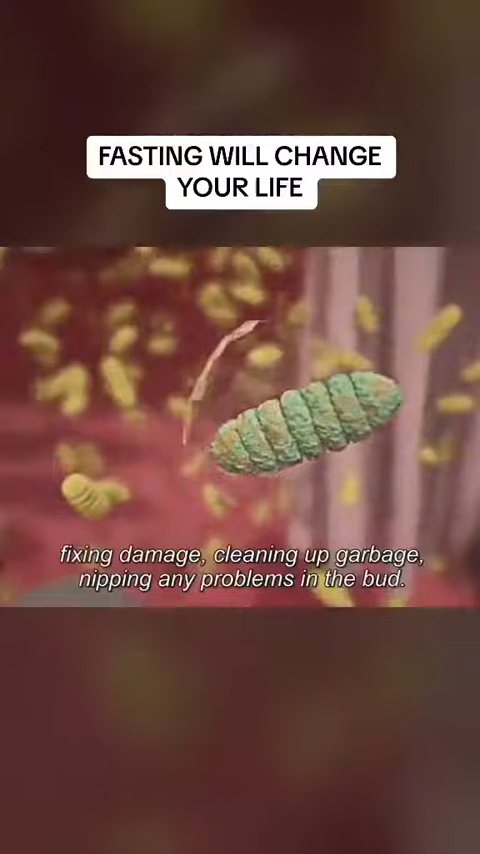 FASTING WILL CHANGE
YOUR LIFE
fixing damage, cleaning up garbage,
nipping any problems in the bud.